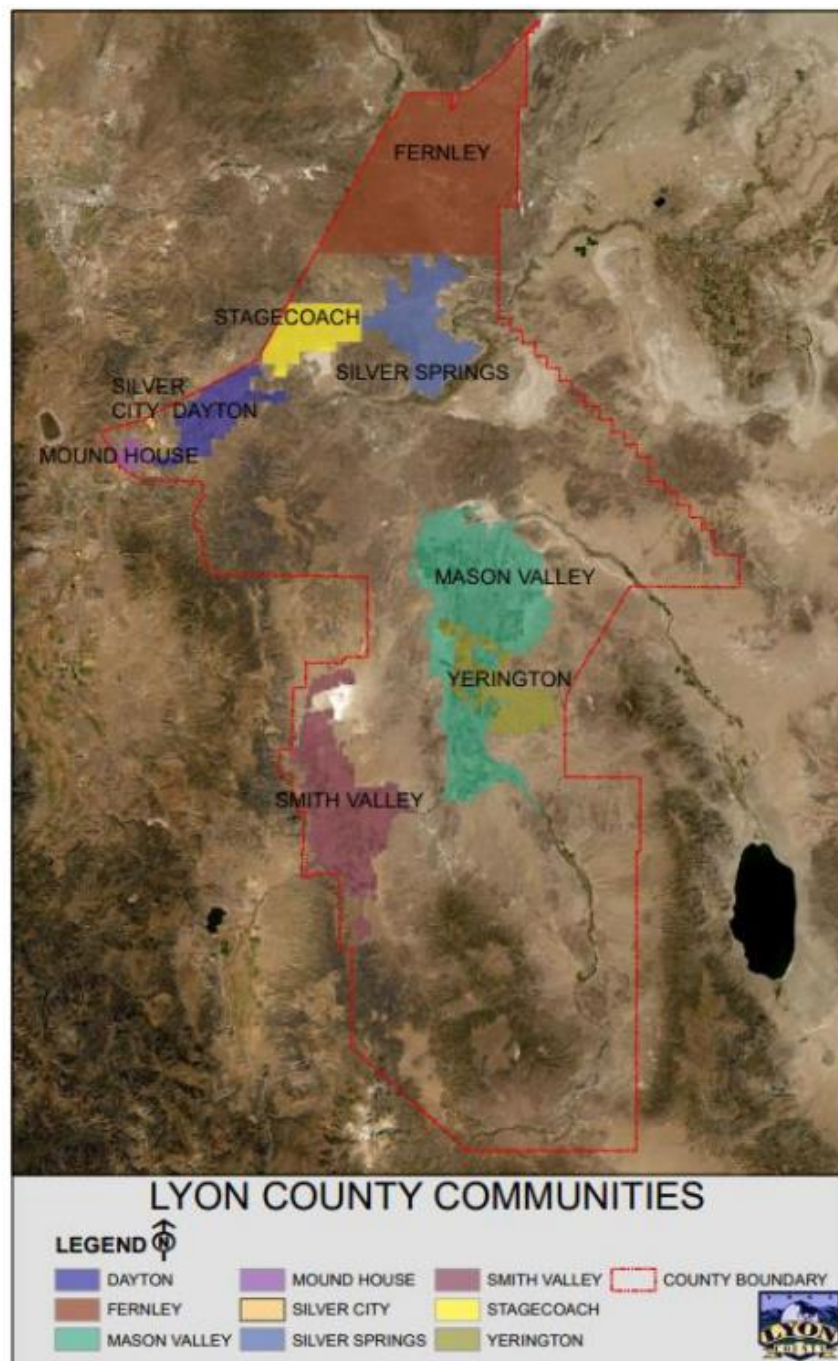 FERNLEY
STAGECOACH
SILVER SPRINGS
SILVER
CITY DAYTON
MOUND HOUSE
MASON VALLEY
YERINGTON
SMITH VALLEY
LYON COUNTY COMMUNITIES
LEGEND N
DAYTON
FERNLEY
MASON VALLEY
MOUND HOUSE
SILVER CITY
SILVER SPRINGS
SMITH VALLEY
STAGECOACH
YERINGTON
COUNTY BOUNDARY
LYON
COUNTY